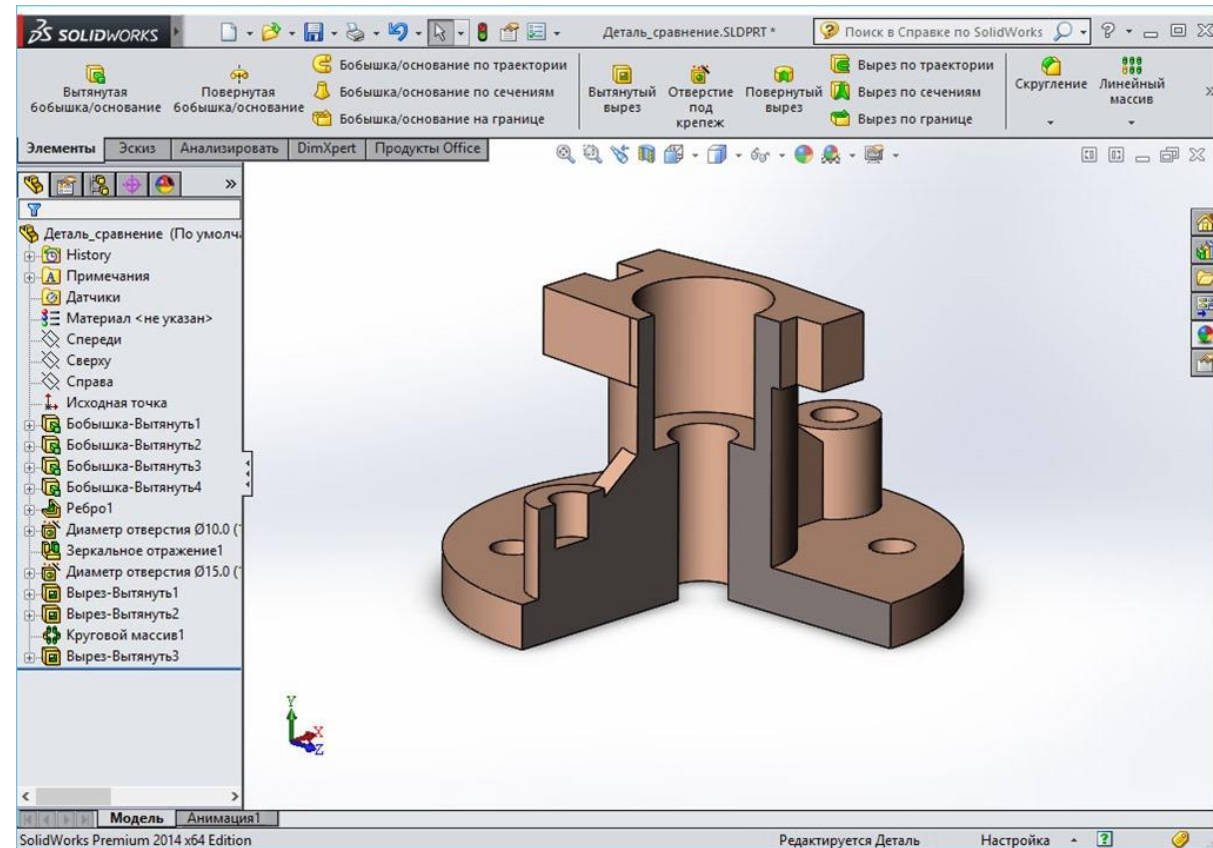 SOLIDWORKS
Деталь_сравнение.SLDPRT *
Поиск в Справке по SolidWorks
Вытянутая
бобышка/основание
Повернутая
бобышка/основание
Бобышка/основание по траектории
Бобышка/основание по сечениям
Бобышка/основание на границе
Вытянутый
вырез
Отверстие
под
крепеж
Повернутый
вырез
Вырез по траектории
Вырез по сечениям
Вырез по границе
Скругление
Линейный
массив
Элементы
Эскиз
Анализировать
DimXpert
Продукты Office
Деталь_сравнение (По умолч
History
Примечания
Датчики
Материал <не указан>
Спереди
Сверху
Справа
Исходная точка
Бобышка-Вытянуть1
Бобышка-Вытянуть2
Бобышка-Вытянуть3
Бобышка-Вытянуть4
Ребро1
Диаметр отверстия Ø10.0 (
Зеркальное отражение1
Диаметр отверстия Ø15.0 (
Вырез-Вытянуть1
Вырез-Вытянуть2
Круговой массив1
Вырез-Вытянуть3
Y
X
Z
Модель
Анимация1
SolidWorks Premium 2014 x64 Edition
Редактируется Деталь
Настройка